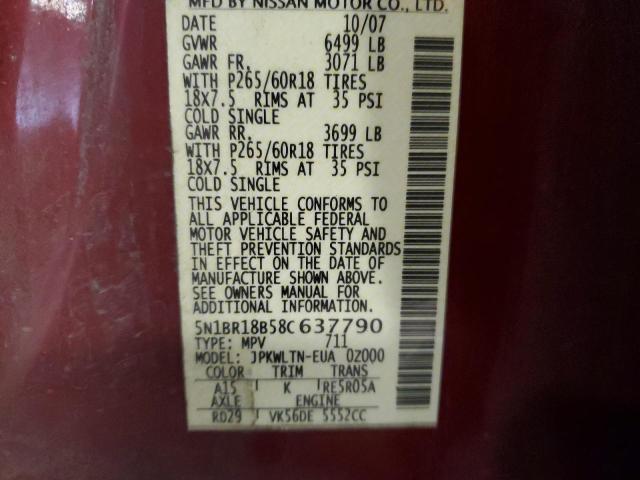 MFD BY NISSAN MOTOR CO., LTD.
DATE 10/07
GVWR 6499 LB
GAWR FR. 3071 LB
WITH P265/60R18 TIRES
18X7.5 RIMS AT 35 PSI
COLD SINGLE
GAWR RR. 3699 LB
WITH P265/60R18 TIRES
18X7.5 RIMS AT 35 PSI
COLD SINGLE
THIS VEHICLE CONFORMS TO
ALL APPLICABLE FEDERAL
MOTOR VEHICLE SAFETY AND
THEFT PREVENTION STANDARDS
IN EFFECT ON THE DATE OF
MANUFACTURE SHOWN ABOVE.
SEE OWNERS MANUAL FOR
ADDITIONAL INFORMATION.
5N1BR18B58C637790
TYPE: MPV 711
MODEL: JPKWLTN-EUA 0Z000
COLOR TRIM TRANS
A15 K RE5R05A
AXLE ENGINE
RD29 VK56DE 5552CC